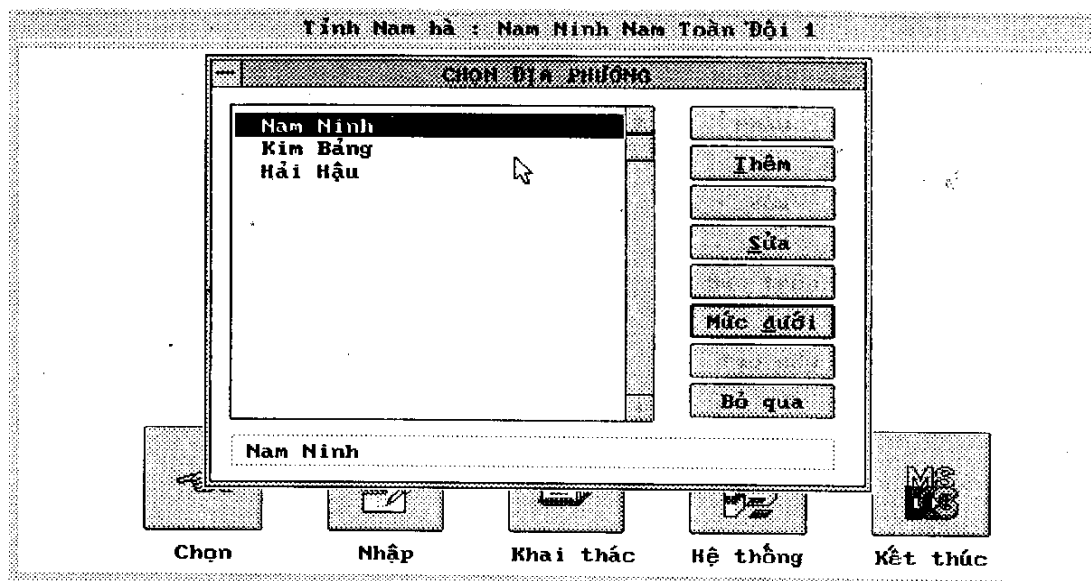 Tỉnh Nam hà : Nam Ninh Nam Toàn Đội 1
CHỌN ĐỊA PHƯƠNG
Nam Ninh
Kim Bảng
Hải Hậu
Thêm
Sửa
Mức dưới
Bỏ qua
Nam Ninh
MS
DOS
Chọn
Nhập
Khai thác
Hệ thống
Kết thúc